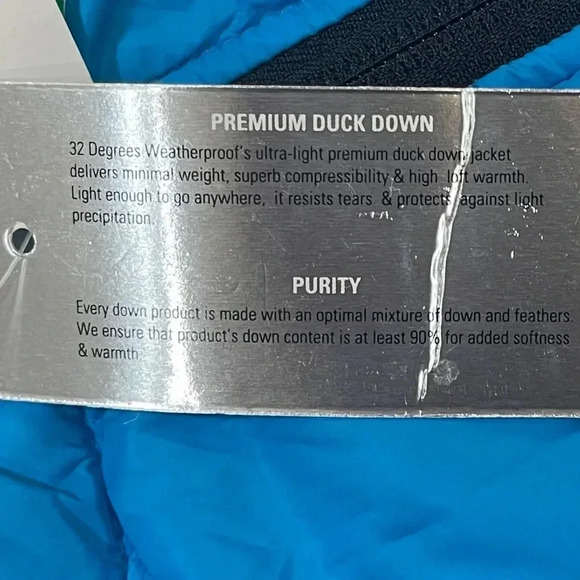 PREMIUM DUCK DOWN
32 Degrees Weatherproof's ultra-light premium duck down jacket
delivers minimal weight, superb compressibility & high loft warmth.
Light enough to go anywhere, it resists tears & protects against light
precipitation.
PURITY
Every down product is made with an optimal mixture of down and feathers.
We ensure that product's down content is at least 90% for added softness
& warmth.